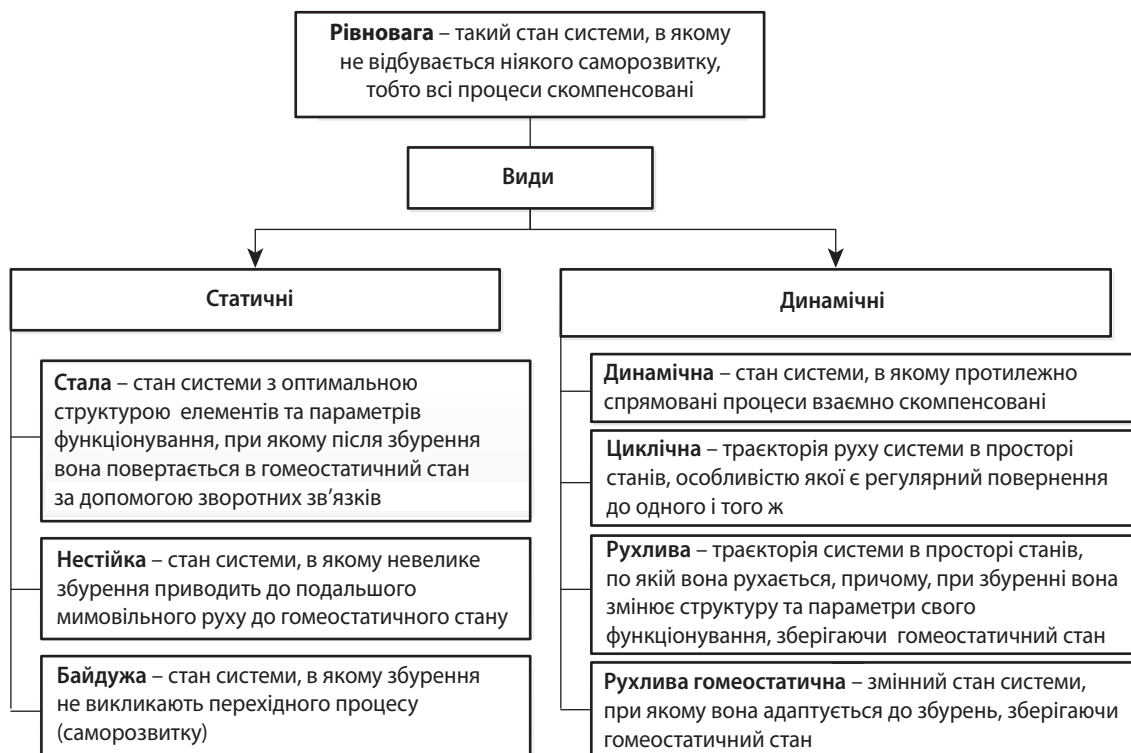 Рівновага – такий стан системи, в якому
не відбувається ніякого саморозвитку,
тобто всі процеси скомпенсовані
Види
Статичні
Стала – стан системи з оптимальною
структурою елементів та параметрів
функціонування, при якому після збурення
вона повертається в гомеостатичний стан
за допомогою зворотних зв’язків
Нестійка – стан системи, в якому невелике
збурення приводить до подальшого
мимовільного руху до гомеостатичного стану
Байдужа – стан системи, в якому збурення
не викликають перехідного процесу
(саморозвитку)
Динамічні
Динамічна – стан системи, в якому протилежно
спрямовані процеси взаємно скомпенсовані
Циклічна – траєкторія руху системи в просторі
станів, особливістю якої є регулярний повернення
до одного і того ж
Рухлива – траєкторія системи в просторі станів,
по якій вона рухається, причому, при збуренні вона
змінює структуру та параметри свого
функціонування, зберігаючи гомеостатичний стан
Рухлива гомеостатична – змінний стан системи,
при якому вона адаптується до збурень, зберігаючи
гомеостатичний стан